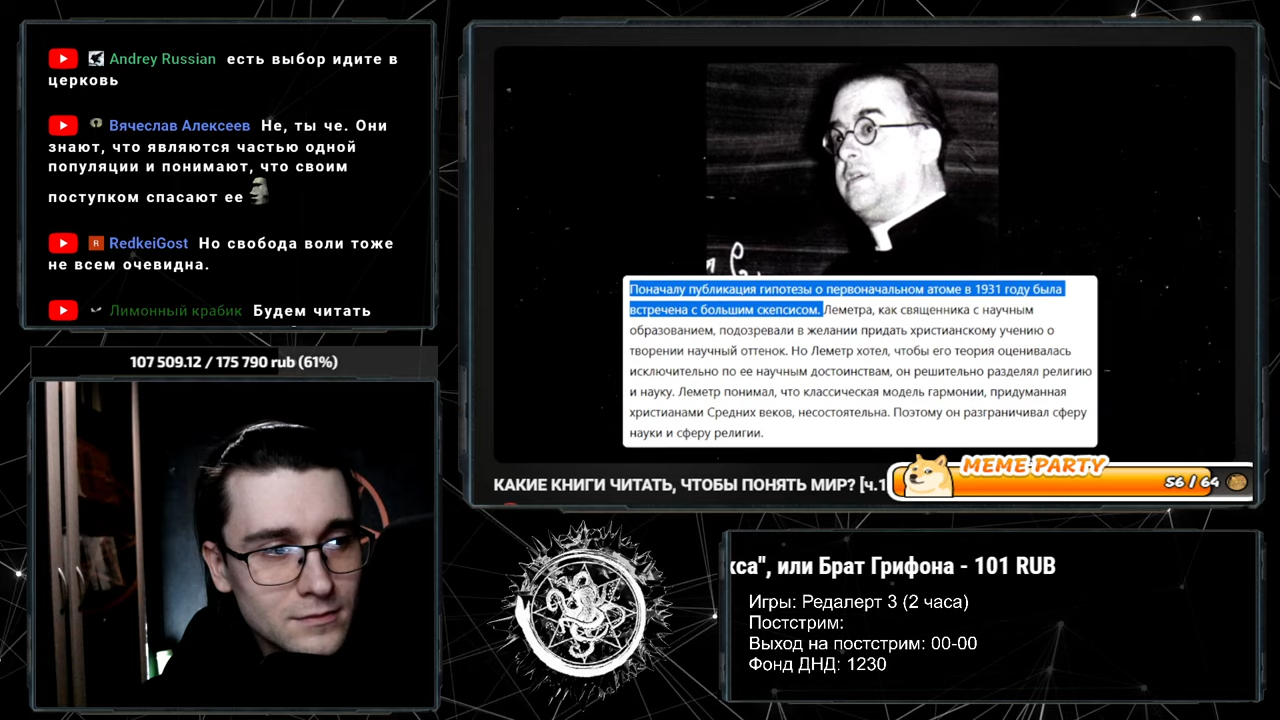 Andrey Russian есть выбор идите в
церковь
Вячеслав Алексеев Не, ты че. Они
знают, что являются частью одной
популяции и понимают, что своим
поступком спасают ее
R RedkeiGost Но свобода воли тоже
не всем очевидна.
Лимонный крабик Будем читать
107 509.12 / 175 790 rub (61%)
Поначалу публикация гипотезы о первоначальном атоме в 1931 году была
встречена с большим скепсисом. Леметра, как священника с научным
образованием, подозревали в желании придать христианскому учению о
творении научный оттенок. Но Леметр хотел, чтобы его теория оценивалась
исключительно по ее научным достоинствам, он решительно разделял религию
и науку. Леметр понимал, что классическая модель гармонии, придуманная
христианами Средних веков, несостоятельна. Поэтому он разграничивал сферу
науки и сферу религии.
КАКИЕ КНИГИ ЧИТАТЬ, ЧТОБЫ ПОНЯТЬ МИР? [ч.1
MEME PARTY
56 / 64
кса", или Брат Грифона - 101 RUB
Игры: Редалерт 3 (2 часа)
Постстрим:
Выход на постстрим: 00-00
Фонд ДНД: 1230